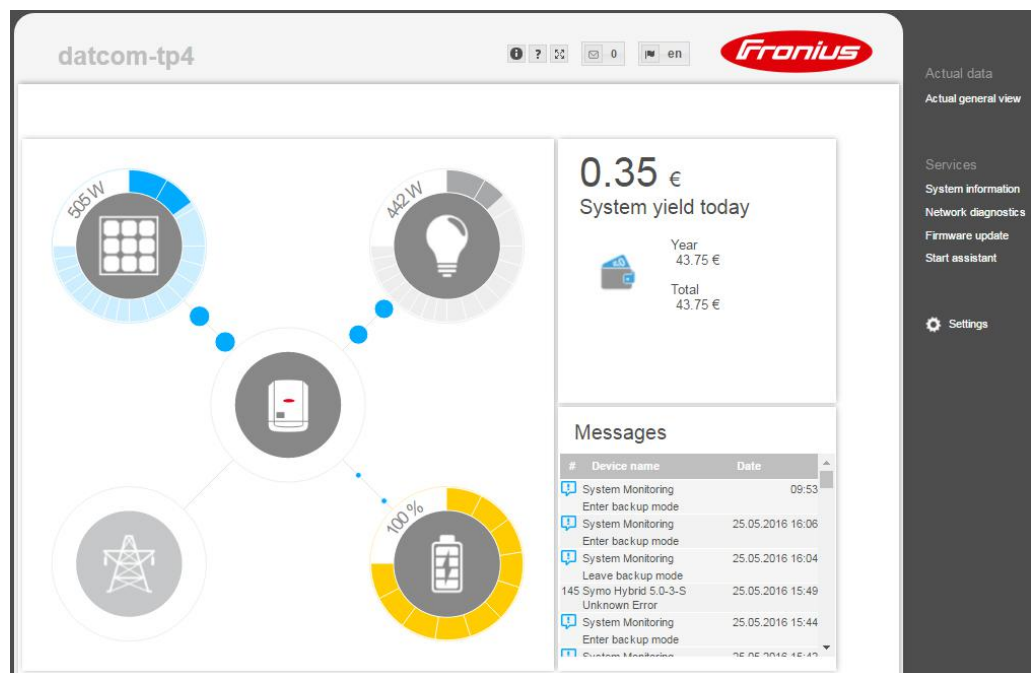 datcom-tp4
i ? 0 en
Fronius
505 W
442 W
100 %
0.35 €
System yield today
Year
43.75 €
Total
43.75 €
Messages
# Device name Date
System Monitoring 09:53
Enter backup mode
System Monitoring 25.05.2016 16:06
Enter backup mode
System Monitoring 25.05.2016 16:04
Leave backup mode
145 Symo Hybrid 5.0-3-S 25.05.2016 15:49
Unknown Error
System Monitoring 25.05.2016 15:44
Enter backup mode
System Monitoring
Actual data
Actual general view
Services
System information
Network diagnostics
Firmware update
Start assistant
Settings